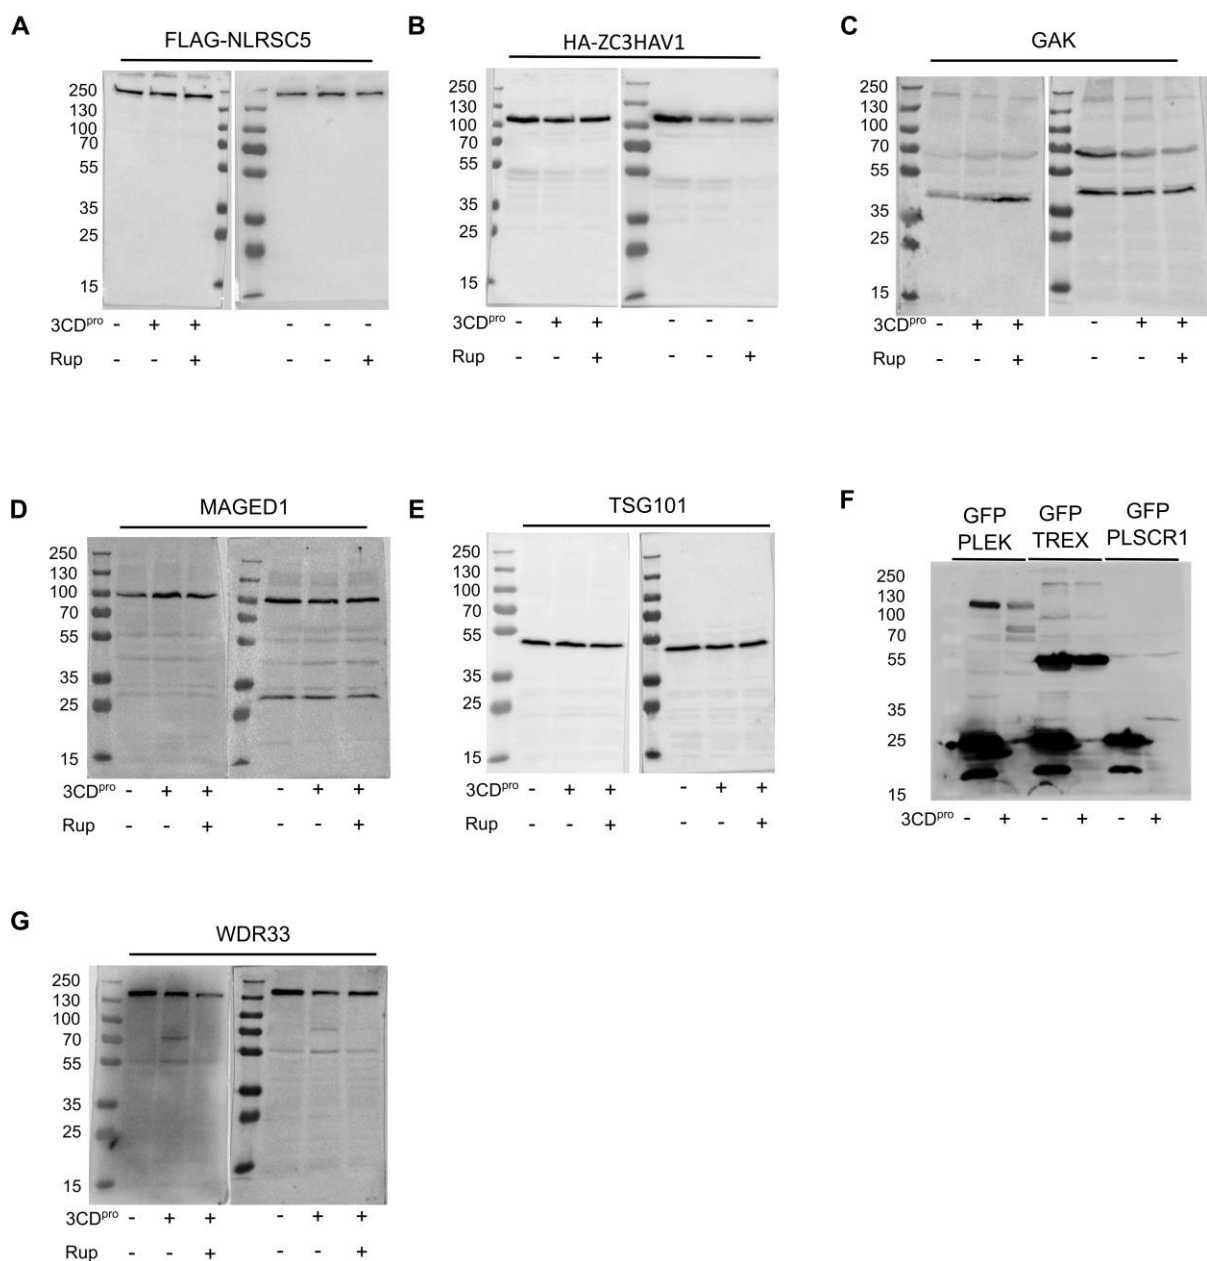 A
FLAG-NLRSC5
250
130
100
70
55
35
25
15
3CDpro - + + - - -
Rup - - + - - +
B
HA-ZC3HAV1
250
130
100
70
55
35
25
15
3CDpro - + + - - -
Rup - - + - - +
C
GAK
250
130
100
70
55
35
25
15
3CDpro - + + - + +
Rup - - + - - +
D
MAGED1
250
130
100
70
55
35
25
15
3CDpro - + + - + +
Rup - - + - - +
E
TSG101
250
130
100
70
55
35
25
15
3CDpro - + + - + +
Rup - - + - - +
F
GFP GFP GFP
PLEK TREX PLSCR1
250
130
100
70
55
35
25
15
3CDpro - + - + - +
G
WDR33
250
130
100
70
55
35
25
15
3CDpro - + + - + +
Rup - - + - - +